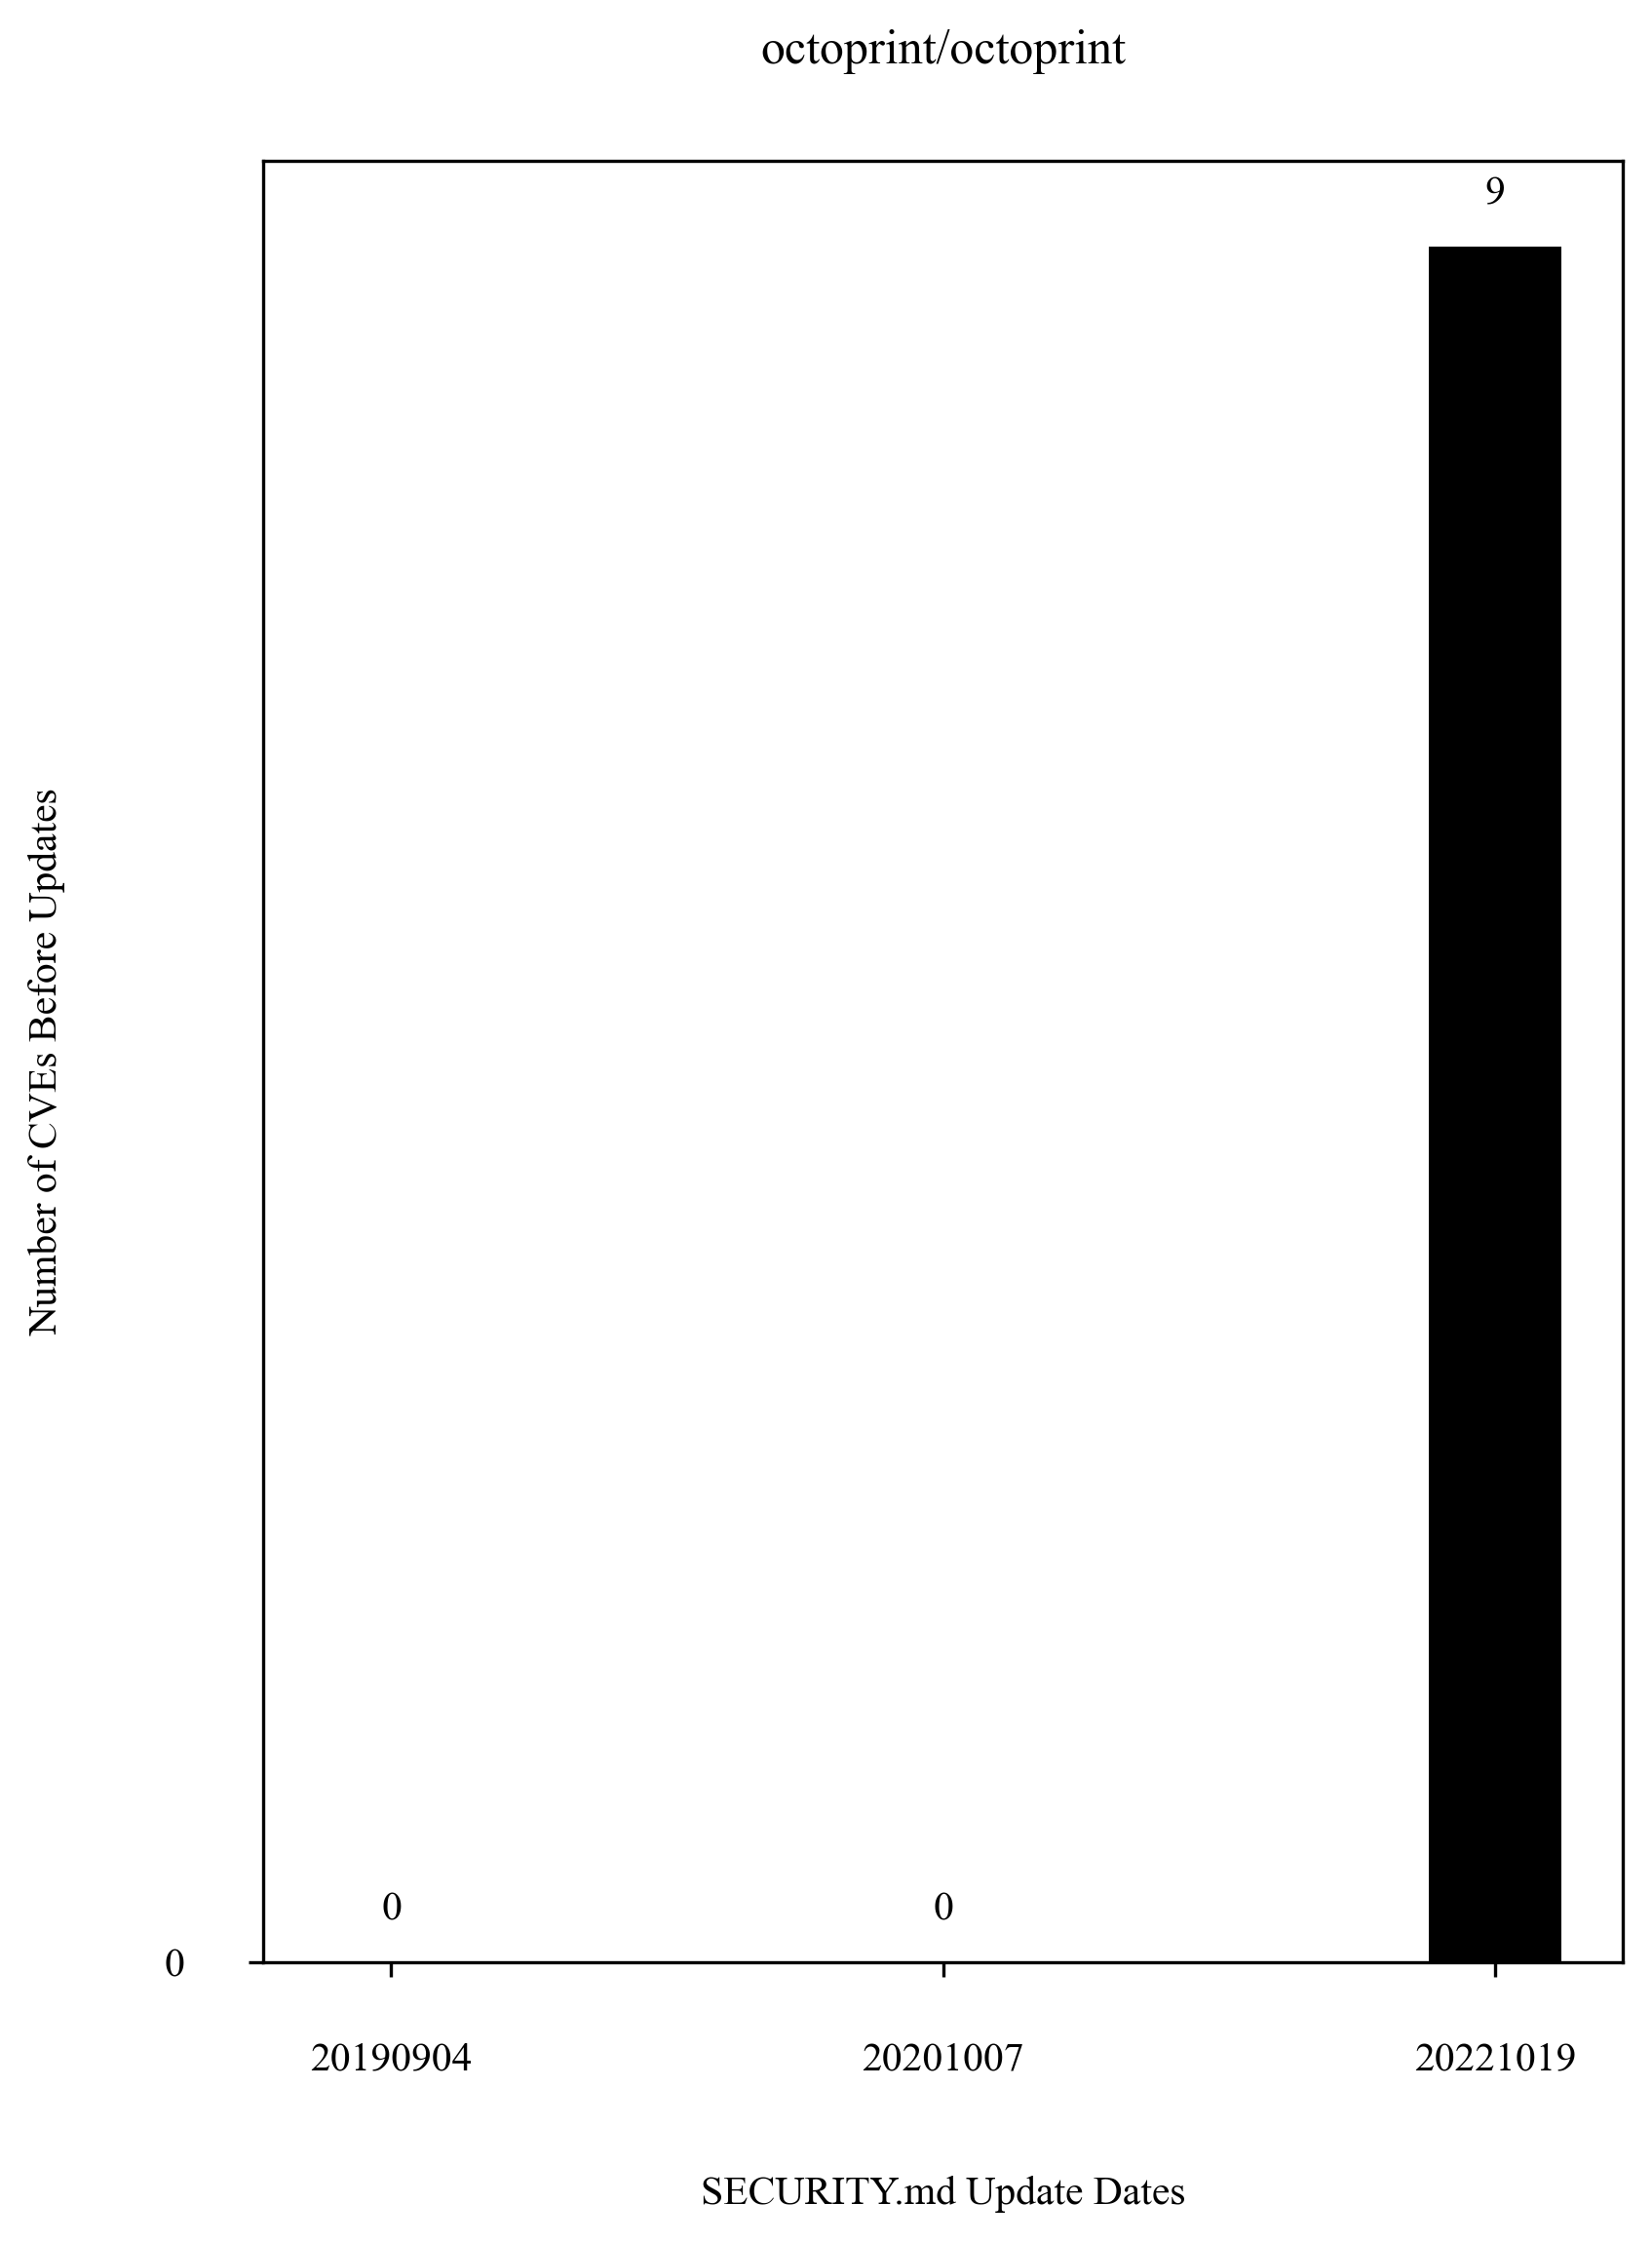 octoprint/octoprint
9
Number of CVEs Before Updates
0
0
0
20190904
20201007
20221019
SECURITY.md Update Dates